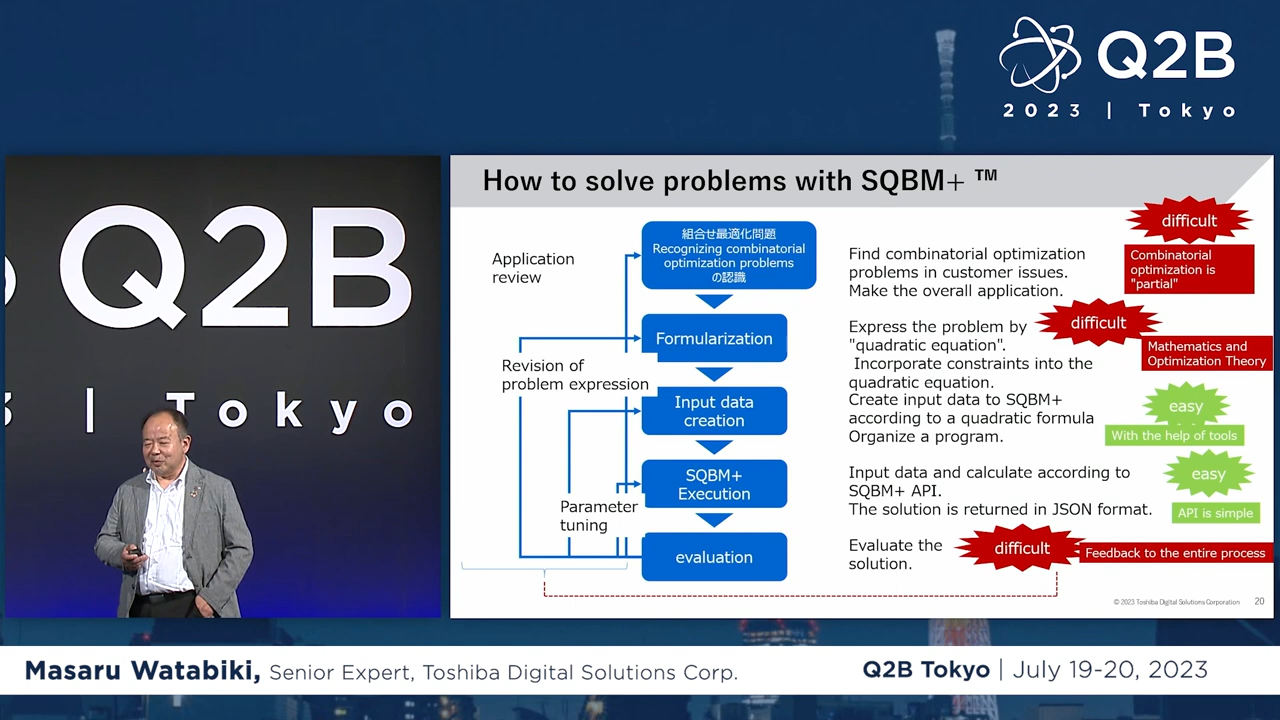 Q2B
2023 | Tokyo
Q2B
3 | Tokyo
How to solve problems with SQBM+ ™
Application
review
Revision of
problem expression
Parameter
tuning
組合せ最適化問題
Recognizing combinatorial
optimization problems
の認識
Formularization
Input data
creation
SQBM+
Execution
evaluation
Find combinatorial optimization
problems in customer issues.
Make the overall application.
difficult
Combinatorial
optimization is
"partial"
Express the problem by
"quadratic equation".
Incorporate constraints into the
quadratic equation.
difficult
Mathematics and
Optimization Theory
Create input data to SQBM+
according to a quadratic formula
Organize a program.
easy
With the help of tools
Input data and calculate according to
SQBM+ API.
The solution is returned in JSON format.
easy
API is simple
Evaluate the
solution.
difficult
Feedback to the entire process
© 2023 Toshiba Digital Solutions Corporation 20
Masaru Watabiki, Senior Expert, Toshiba Digital Solutions Corp.
Q2B Tokyo | July 19-20, 2023